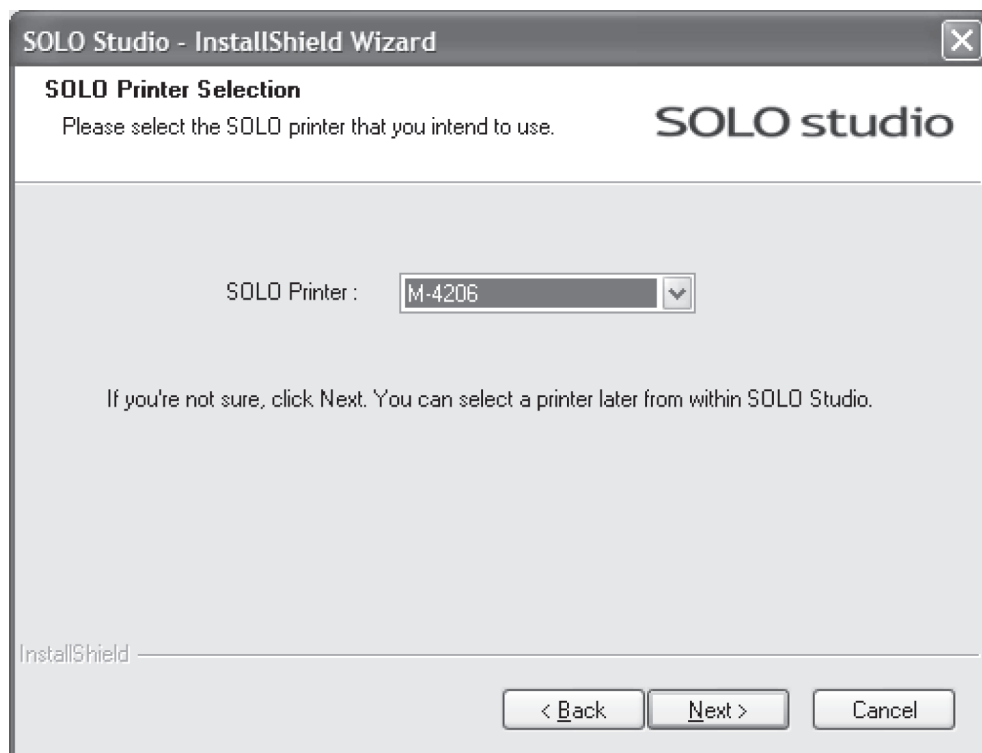 SOLO Studio - InstallShield Wizard
SOLO Printer Selection
Please select the SOLO printer that you intend to use.
SOLO studio
SOLO Printer :
M-4206
If you're not sure, click Next. You can select a printer later from within SOLO Studio.
InstallShield
< Back
Next >
Cancel